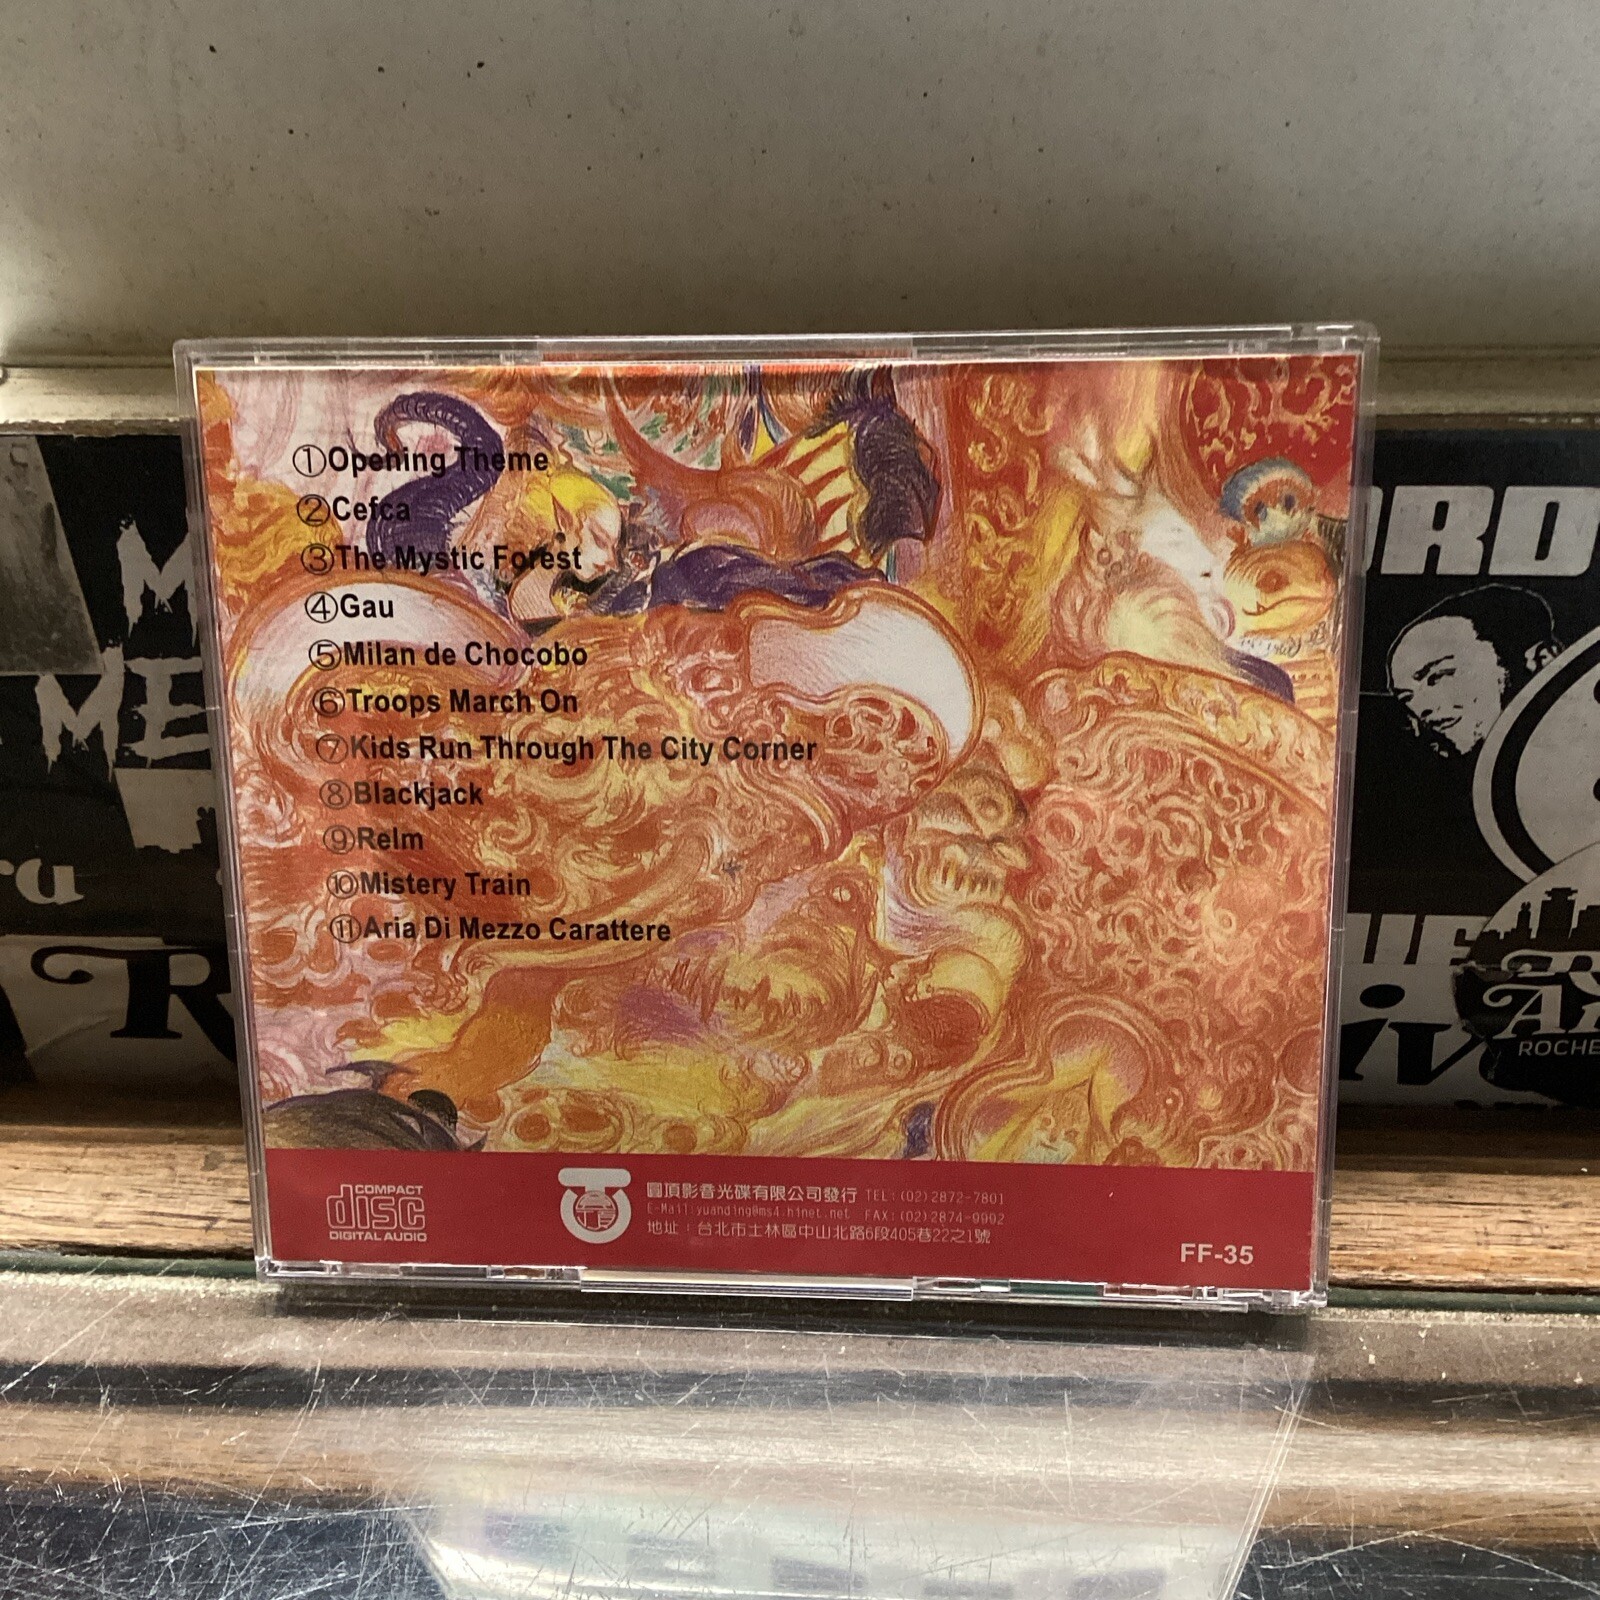 ①Opening Theme
②Cefca
③The Mystic Forest
④Gau
⑤Milan de Chocobo
⑥Troops March On
⑦Kids Run Through The City Corner
⑧Blackjack
⑨Relm
⑩Mistery Train
⑪Aria Di Mezzo Carattere
COMPACT
disc
DIGITAL AUDIO
圓頂影音光碟有限公司發行 TEL:(02)2872-7801
E-Mail:yuanding@ms4.hinet.net FAX:(02)2874-9992
地址：台北市士林區中山北路6段405巷22之1號
FF-35